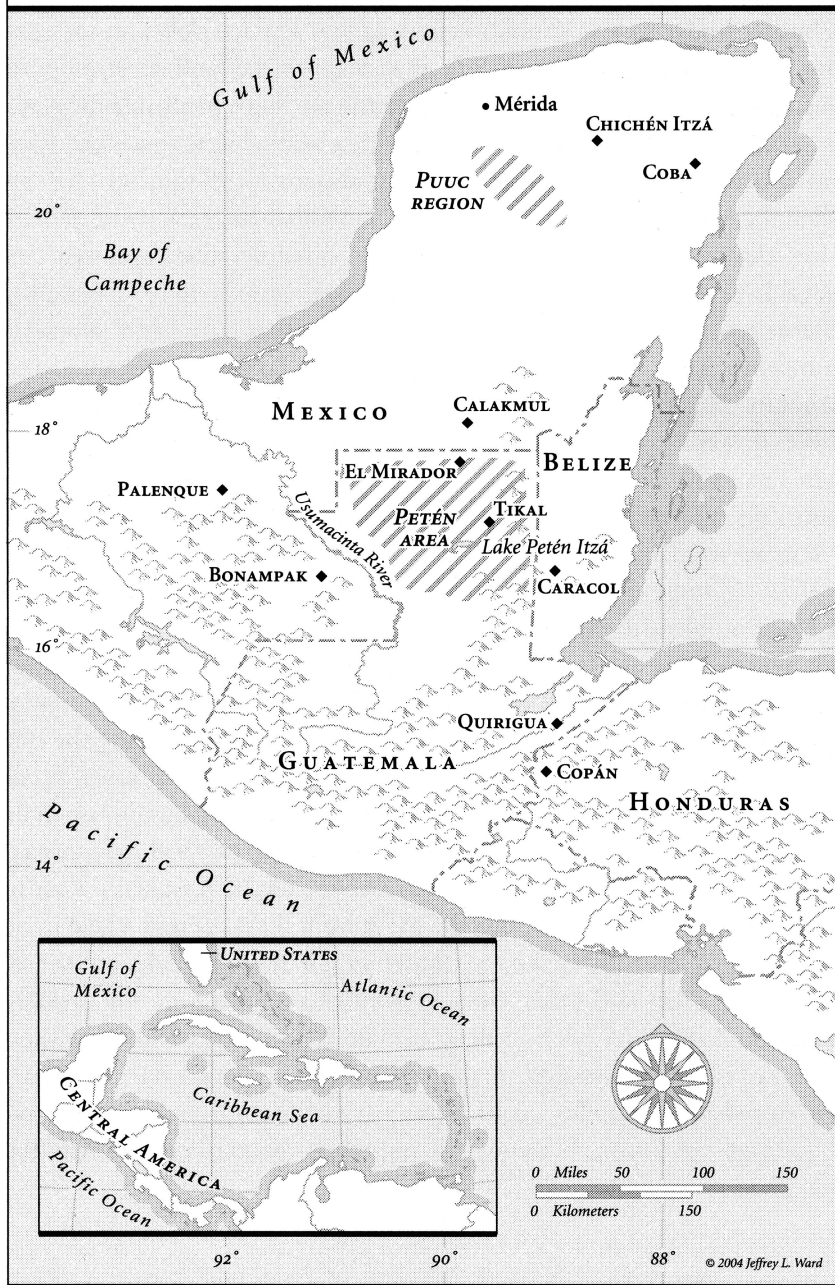 Gulf of Mexico
Mérida
CHICHÉN ITZÁ
COBA
PUUC
REGION
20°
Bay of
Campeche
MEXICO
CALAKMUL
18°
BELIZE
EL MIRADOR
PALENQUE
Usumacinta River
PETÉN
AREA
TIKAL
Lake Petén Itzá
BONAMPAK
CARACOL
16°
QUIRIGUA
GUATEMALA
COPÁN
HONDURAS
Pacific Ocean
14°
UNITED STATES
Gulf of
Mexico
Atlantic Ocean
Caribbean Sea
CENTRAL AMERICA
Pacific Ocean
0 Miles 50 100 150
0 Kilometers 150
92° 90° 88°
© 2004 Jeffrey L. Ward